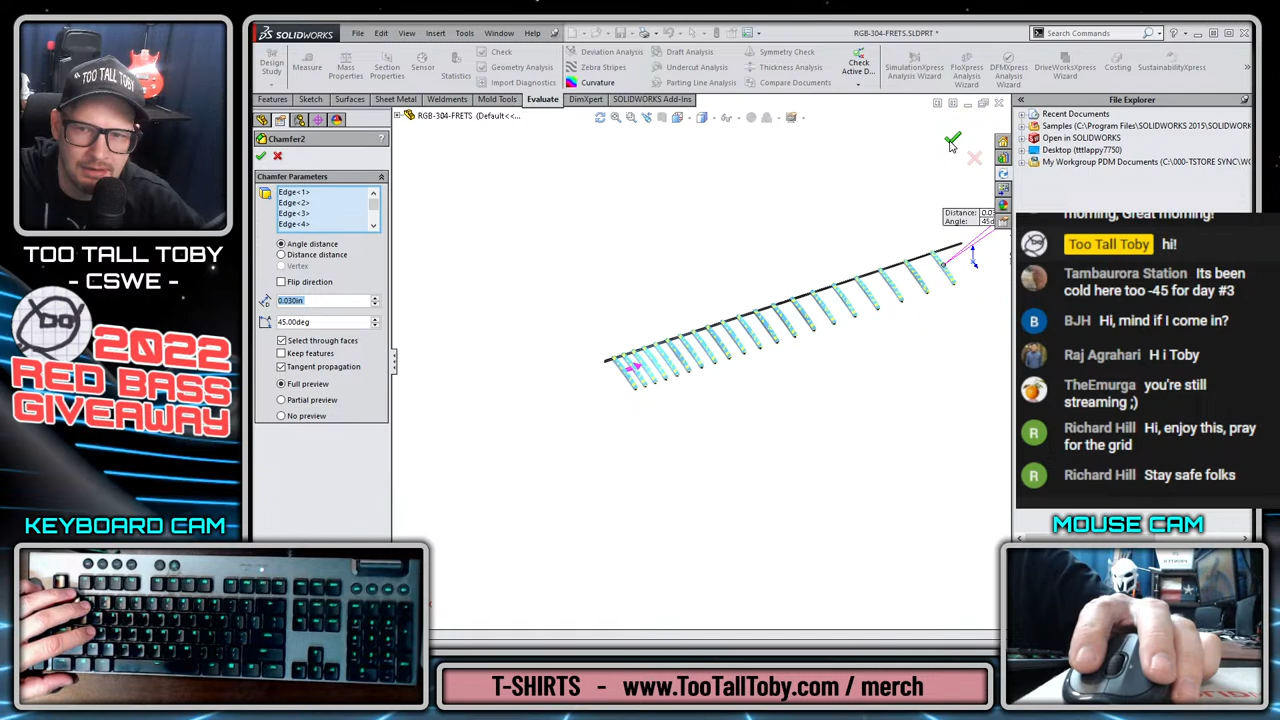 "TOO TALL
TOO TALL TOBY
- CSWE -
2022
RED BASS
GIVEAWAY
KEYBOARD CAM
SOLIDWORKS
File
Edit
View
Insert
Tools
Window
Help
RGB-304-FRETS.SLDPRT *
Search Commands
Design
Study
Measure
Mass
Properties
Section
Properties
Sensor
Statistics
Check
Geometry Analysis
Import Diagnostics
Deviation Analysis
Zebra Stripes
Curvature
Draft Analysis
Undercut Analysis
Parting Line Analysis
Symmetry Check
Thickness Analysis
Compare Documents
Check
Active D...
SimulationXpress
Analysis Wizard
FloXpress
Analysis
Wizard
DFMXpress
Analysis
Wizard
DriveWorksXpress
Wizard
Costing
SustainabilityXpress
Features
Sketch
Surfaces
Sheet Metal
Weldments
Mold Tools
Evaluate
DimXpert
SOLIDWORKS Add-Ins
RGB-304-FRETS (Default<<...
Chamfer2
?
Chamfer Parameters
Edge<1>
Edge<2>
Edge<3>
Edge<4>
Angle distance
Distance distance
Vertex
Flip direction
0.030in
45.00deg
Select through faces
Keep features
Tangent propagation
Full preview
Partial preview
No preview
Distance: 0.03
Angle: 45d
File Explorer
Recent Documents
Samples (C:\Program Files\SOLIDWORKS 2015\SOLIDWORK
Open in SOLIDWORKS
Desktop (tttlappy7750)
My Workgroup PDM Documents (C:\000-TSTORE SYNC\W
morning, Great morning!
Too Tall Toby hi!
Tambaurora Station Its been
cold here too -45 for day #3
B
BJH Hi, mind if I come in?
Raj Agrahari H i Toby
TheEmurga you're still
streaming ;)
R
Richard Hill Hi, enjoy this, pray
for the grid
R
Richard Hill Stay safe folks
MOUSE CAM
T-SHIRTS - www.TooTallToby.com / merch